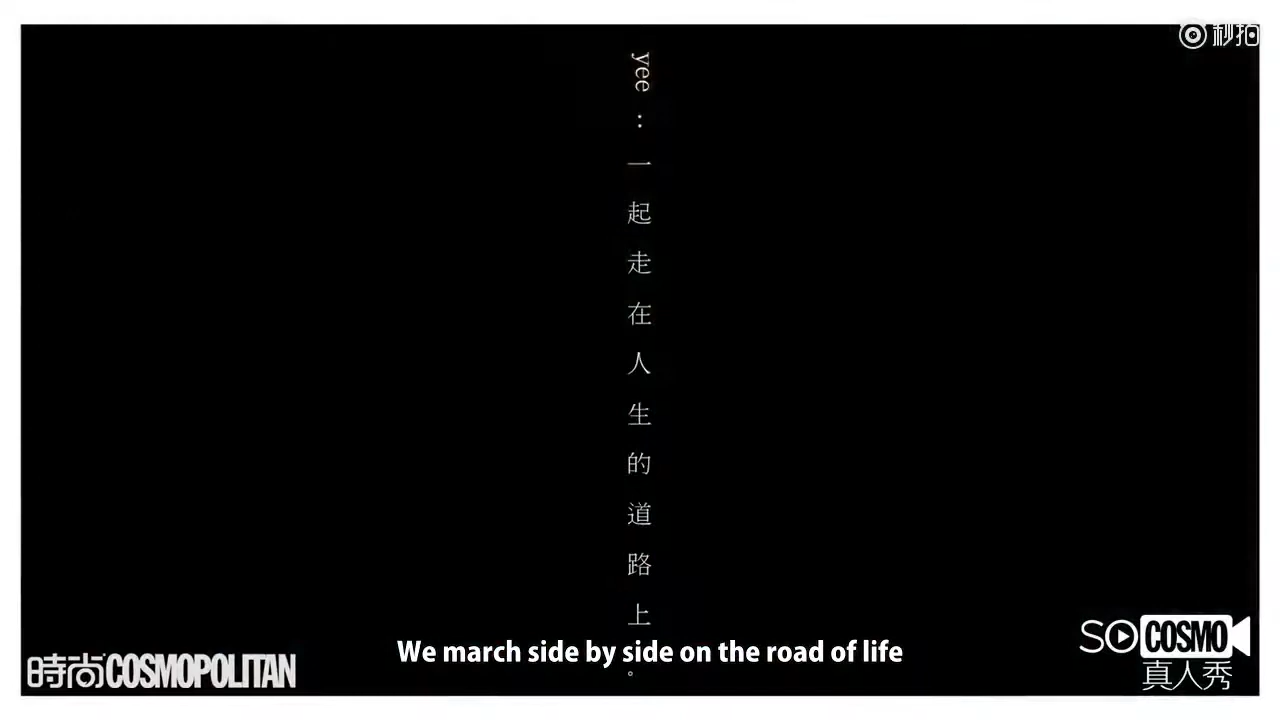 秒拍
yee：一起走在人生的道路上。
We march side by side on the road of life
時尚COSMOPOLITAN
SO COSMO
真人秀